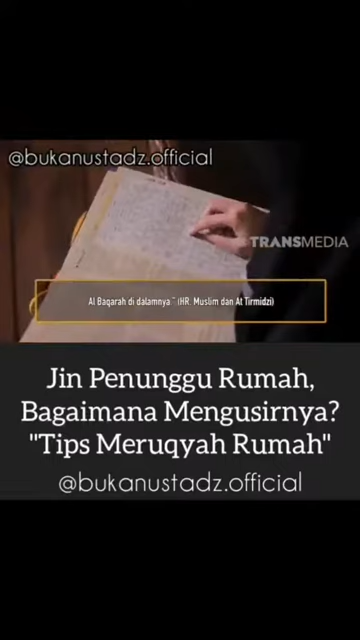 @bukanustadz.official
TRANSMEDIA
Al Baqarah di dalamnya " (HR. Muslim dan At Tirmidzi)
Jin Penunggu Rumah,
Bagaimana Mengusirnya?
"Tips Meruqyah Rumah"
@bukanustadz.official